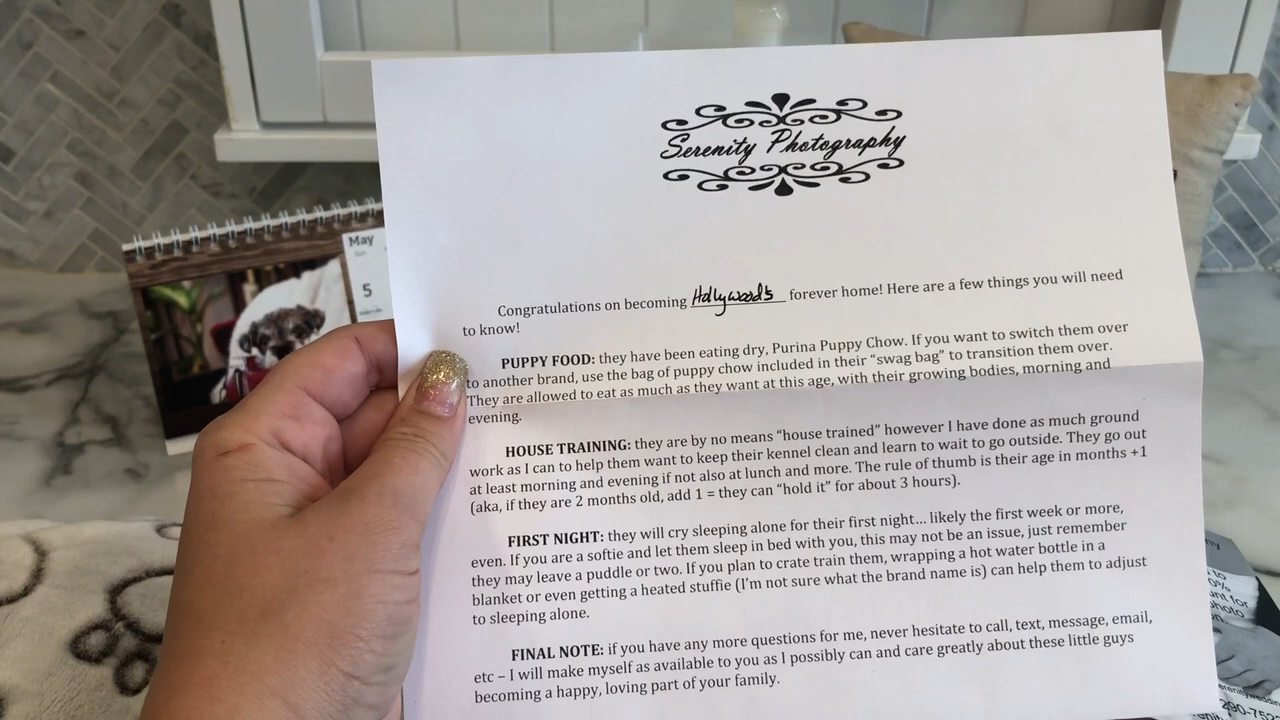 Serenity Photography
May
5
Congratulations on becoming Hollywood's forever home! Here are a few things you will need
to know!
PUPPY FOOD: they have been eating dry, Purina Puppy Chow. If you want to switch them over
to another brand, use the bag of puppy chow included in their “swag bag” to transition them over.
They are allowed to eat as much as they want at this age, with their growing bodies, morning and
evening.
HOUSE TRAINING: they are by no means “house trained” however I have done as much ground
work as I can to help them want to keep their kennel clean and learn to wait to go outside. They go out
at least morning and evening if not also at lunch and more. The rule of thumb is their age in months +1
(aka, if they are 2 months old, add 1 = they can “hold it” for about 3 hours).
FIRST NIGHT: they will cry sleeping alone for their first night... likely the first week or more,
even. If you are a softie and let them sleep in bed with you, this may not be an issue, just remember
they may leave a puddle or two. If you plan to crate train them, wrapping a hot water bottle in a
blanket or even getting a heated stuffie (I'm not sure what the brand name is) can help them to adjust
to sleeping alone.
FINAL NOTE: if you have any more questions for me, never hesitate to call, text, message, email,
etc – I will make myself as available to you as I possibly can and care greatly about these little guys
becoming a happy, loving part of your family.
to
0%
unt for
photo